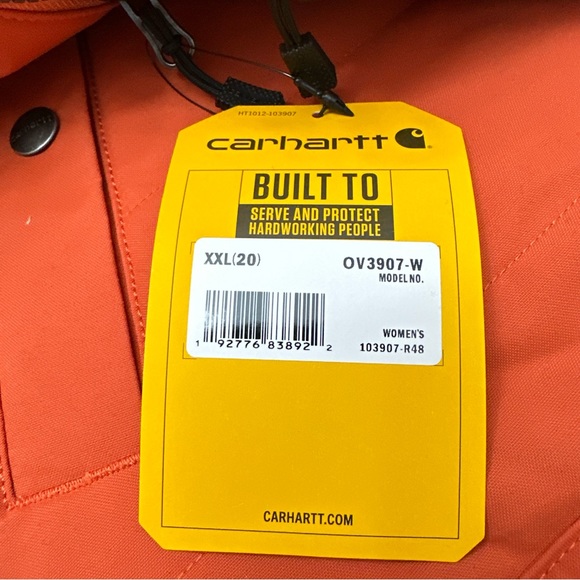 HT1012-103907
carhartt
BUILT TO
SERVE AND PROTECT
HARDWORKING PEOPLE
XXL(20)
OV3907-W
MODEL NO.
1 92776 83892 2
WOMEN'S
103907-R48
CARHARTT.COM